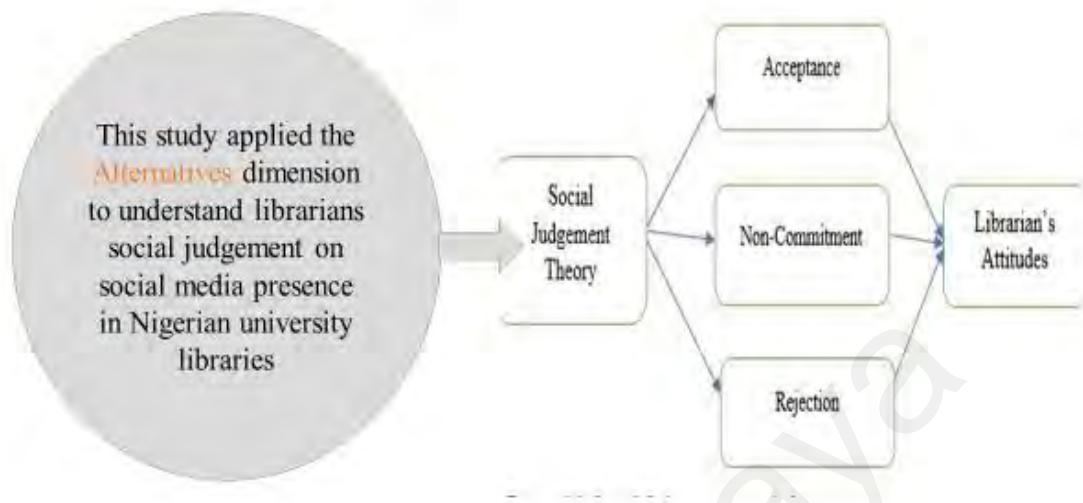 This study applied the
Alternatives dimension
to understand librarians
social judgement on
social media presence
in Nigerian university
libraries
Social
Judgement
Theory
Acceptance
Non-Commitment
Rejection
Librarian's
Attitudes
aya